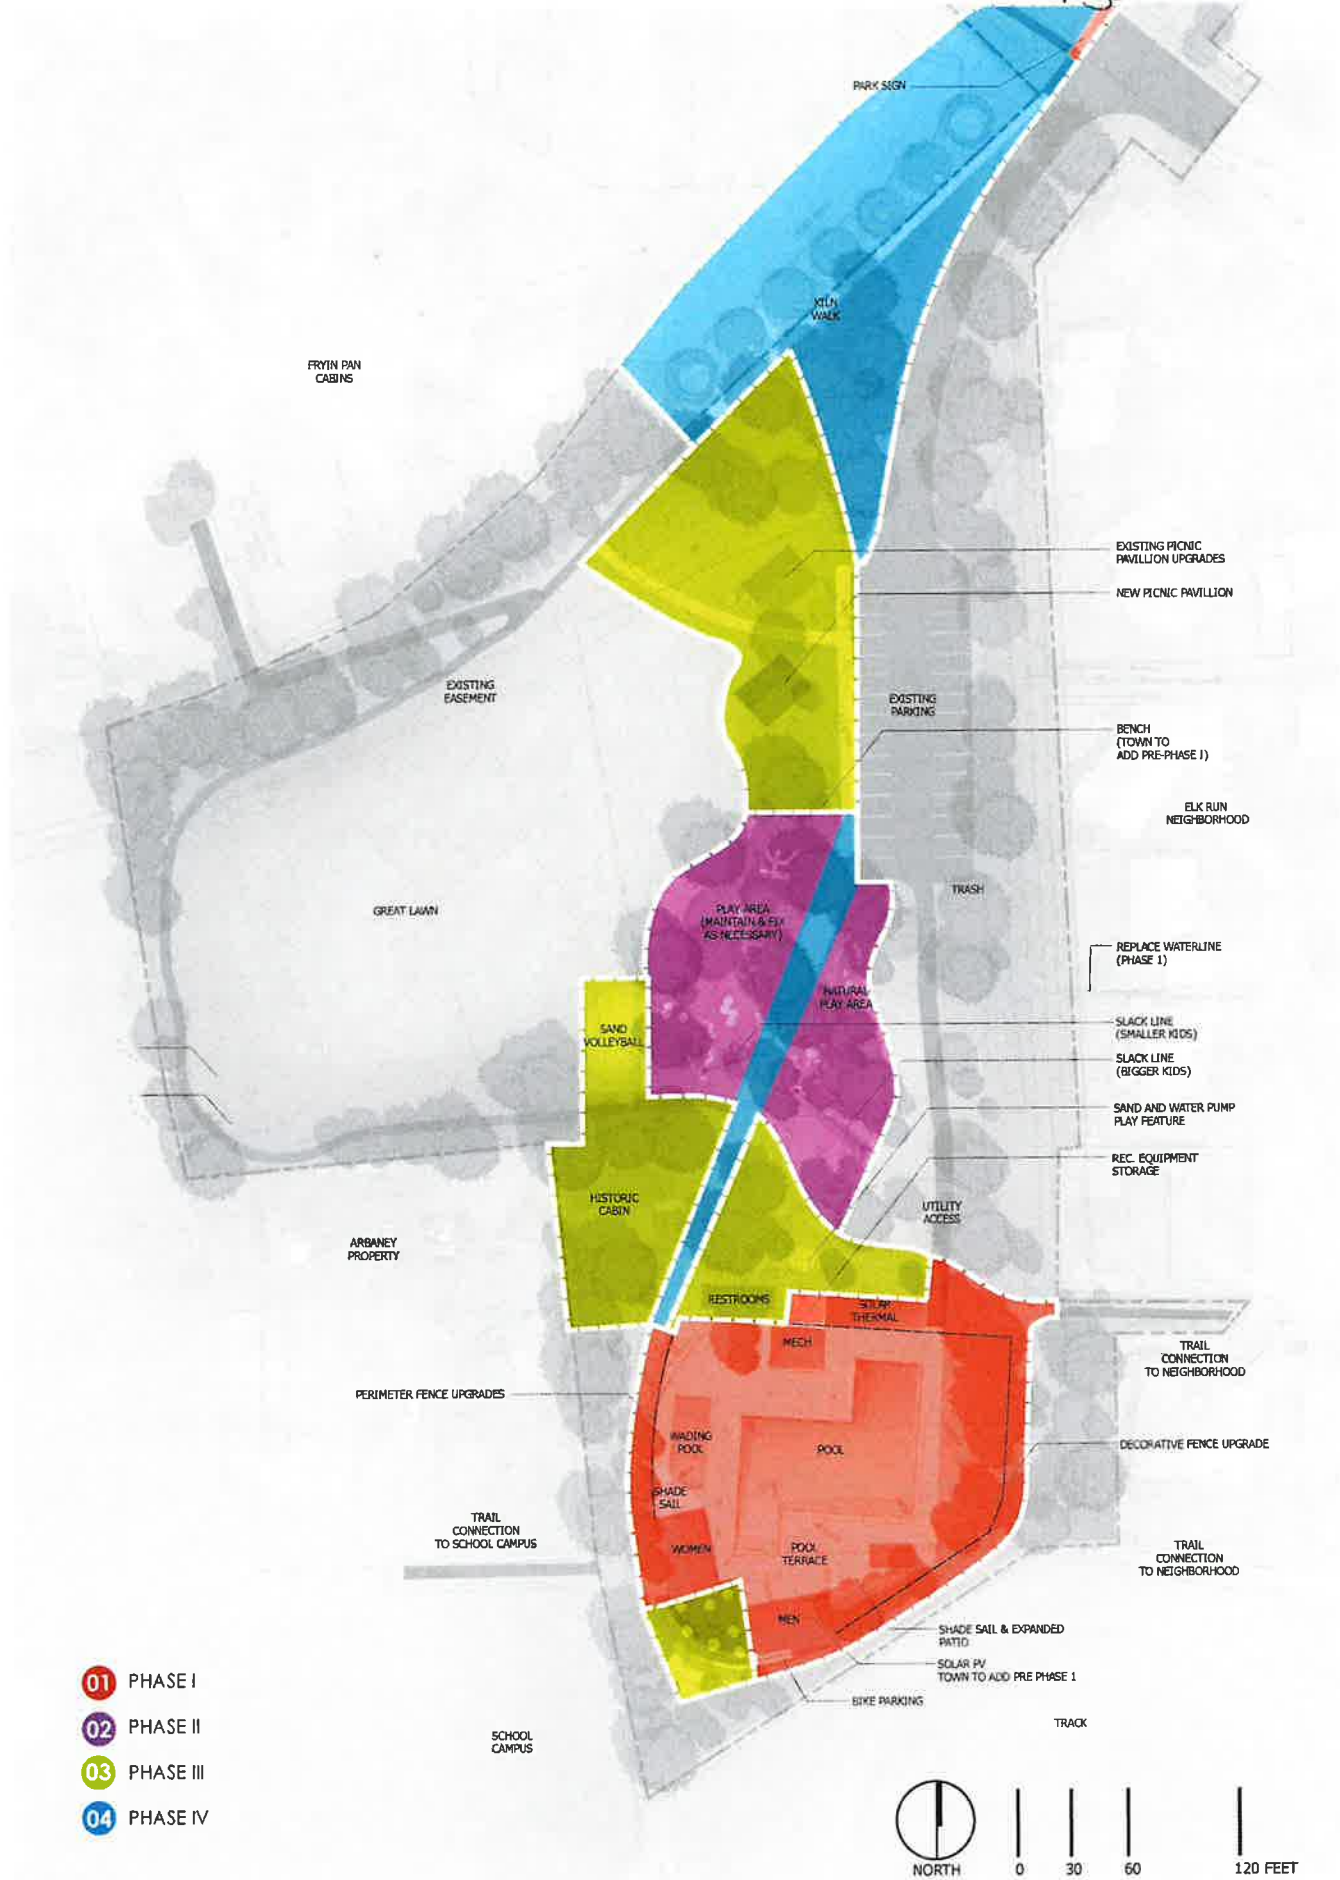 PARK SIGN
KILN
WALK
FRYIN PAN
CABINS
EXISTING PICNIC
PAVILLION UPGRADES
NEW PICNIC PAVILLION
EXISTING
EASEMENT
EXISTING
PARKING
BENCH
(TOWN TO
ADD PRE-PHASE I)
ELK RUN
NEIGHBORHOOD
TRASH
GREAT LAWN
PLAY AREA
(MAINTAIN & FIX
AS NECESSARY)
REPLACE WATERLINE
(PHASE 1)
NATURAL
PLAY AREA
SAND
VOLLEYBALL
SLACK LINE
(SMALLER KIDS)
SLACK LINE
(BIGGER KIDS)
SAND AND WATER PUMP
PLAY FEATURE
REC. EQUIPMENT
STORAGE
HISTORIC
CABIN
UTILITY
ACCESS
ARBANEY
PROPERTY
RESTROOMS
SOLAR
THERMAL
MECH
TRAIL
CONNECTION
TO NEIGHBORHOOD
PERIMETER FENCE UPGRADES
WADING
POOL
POOL
DECORATIVE FENCE UPGRADE
SHADE
SAIL
TRAIL
CONNECTION
TO SCHOOL CAMPUS
WOMEN
POOL
TERRACE
TRAIL
CONNECTION
TO NEIGHBORHOOD
MEN
SHADE SAIL & EXPANDED
PATIO
SOLAR PV
TOWN TO ADD PRE PHASE 1
BIKE PARKING
TRACK
SCHOOL
CAMPUS
01 PHASE I
02 PHASE II
03 PHASE III
04 PHASE IV
NORTH
0 30 60 120 FEET